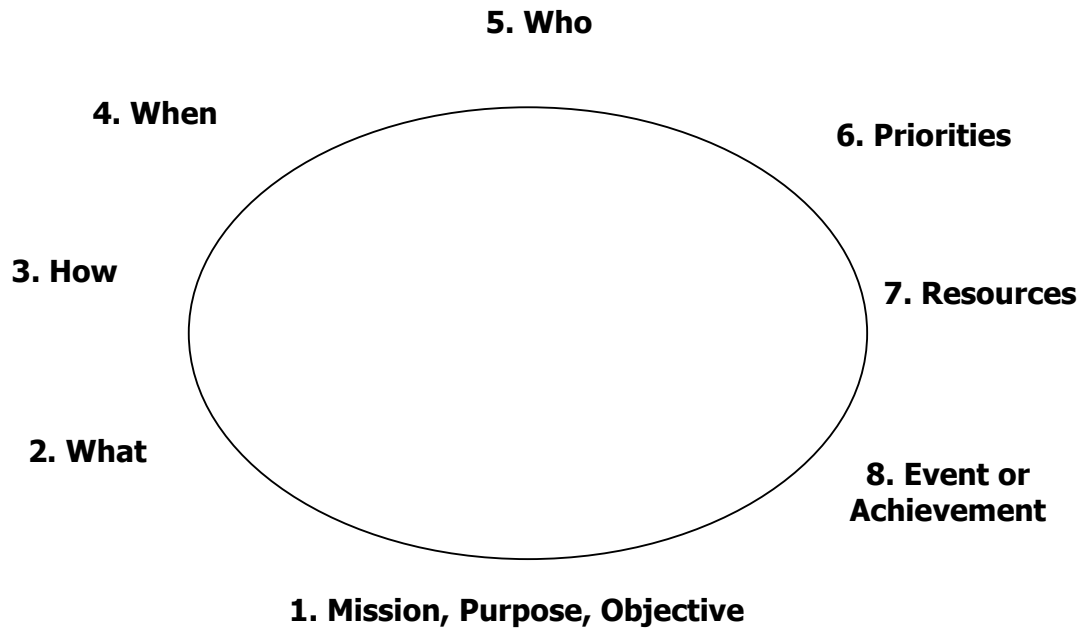 5. Who
4. When
6. Priorities
3. How
7. Resources
2. What
8. Event or
Achievement
1. Mission, Purpose, Objective